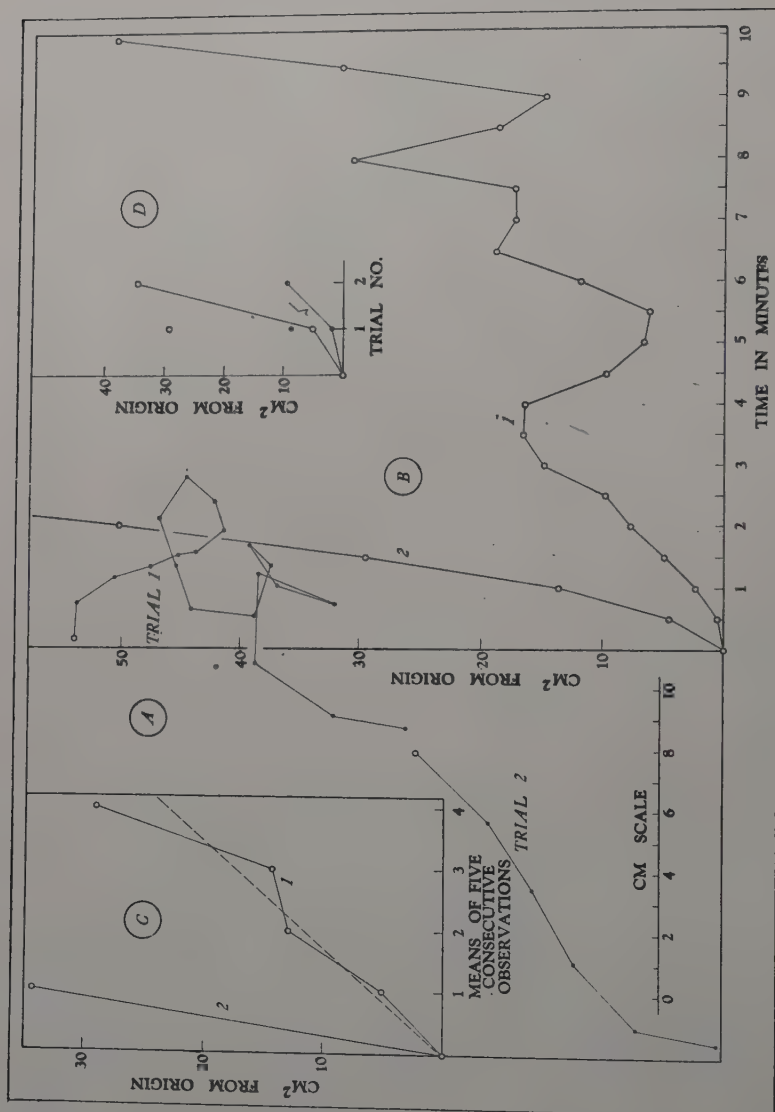 C
CM² FROM ORIGIN
30
20
10
2
1
1
2
3
4
MEANS OF FIVE
CONSECUTIVE
OBSERVATIONS
A
TRIAL 1
TRIAL 2
0
2
4
6
8
10
CM SCALE
B
CM² FROM ORIGIN
50
40
30
20
10
2
1
1
2
3
4
5
6
7
8
9
10
TIME IN MINUTES
D
CM² FROM ORIGIN
40
30
20
10
1
2
TRIAL NO.